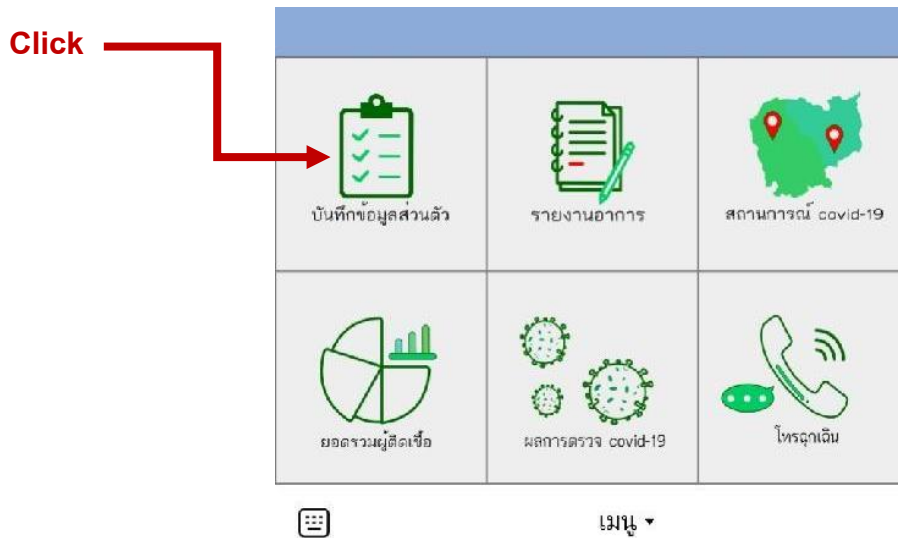 Click
บันทึกข้อมูลส่วนตัว
รายงานอาการ
สถานการณ์ covid-19
ยอดรวมผู้ติดเชื้อ
ผลการตรวจ covid-19
โทรฉุกเฉิน
เมนู